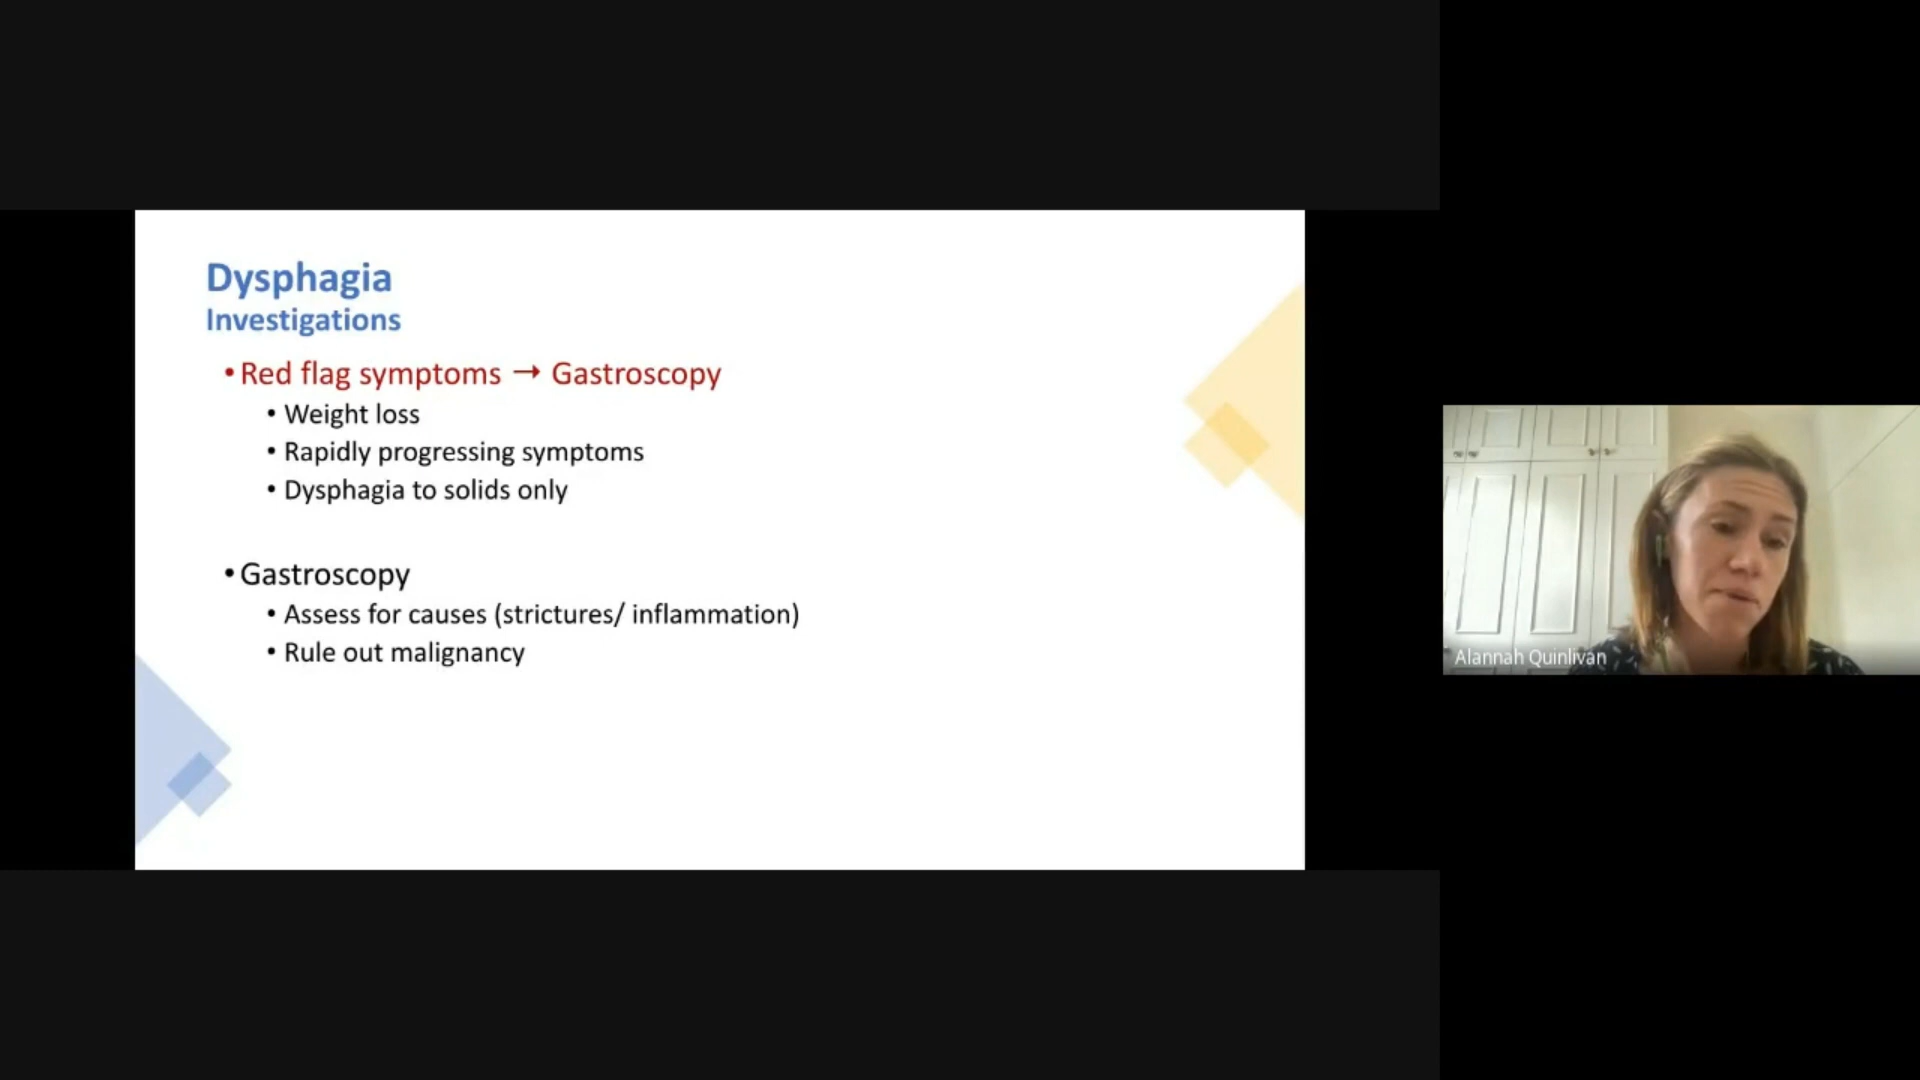 Dysphagia
Investigations
• Red flag symptoms → Gastroscopy
• Weight loss
• Rapidly progressing symptoms
• Dysphagia to solids only
• Gastroscopy
• Assess for causes (strictures/ inflammation)
• Rule out malignancy
Alannah Quinlivan